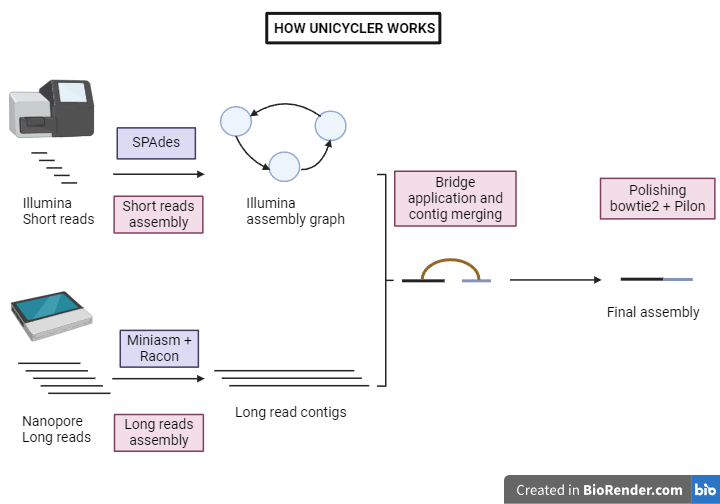 HOW UNICYCLER WORKS
SPAdes
Illumina
Short reads
Short reads
assembly
Illumina
assembly graph
Bridge
application and
contig merging
Polishing
bowtie2 + Pilon
Final assembly
Miniasm +
Racon
Nanopore
Long reads
Long reads
assembly
Long read contigs
Created in BioRender.com bio